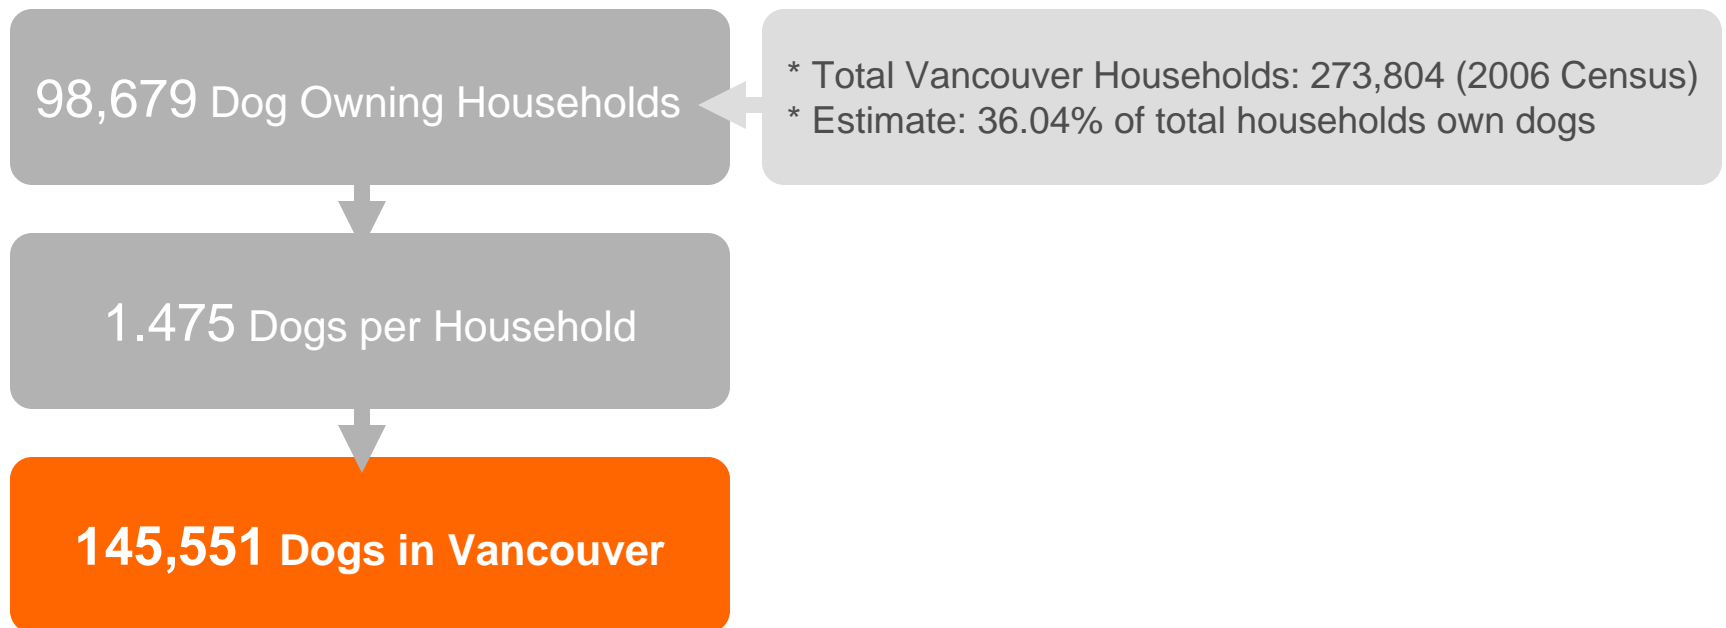 98,679 Dog Owning Households
* Total Vancouver Households: 273,804 (2006 Census)
* Estimate: 36.04% of total households own dogs
1.475 Dogs per Household
145,551 Dogs in Vancouver